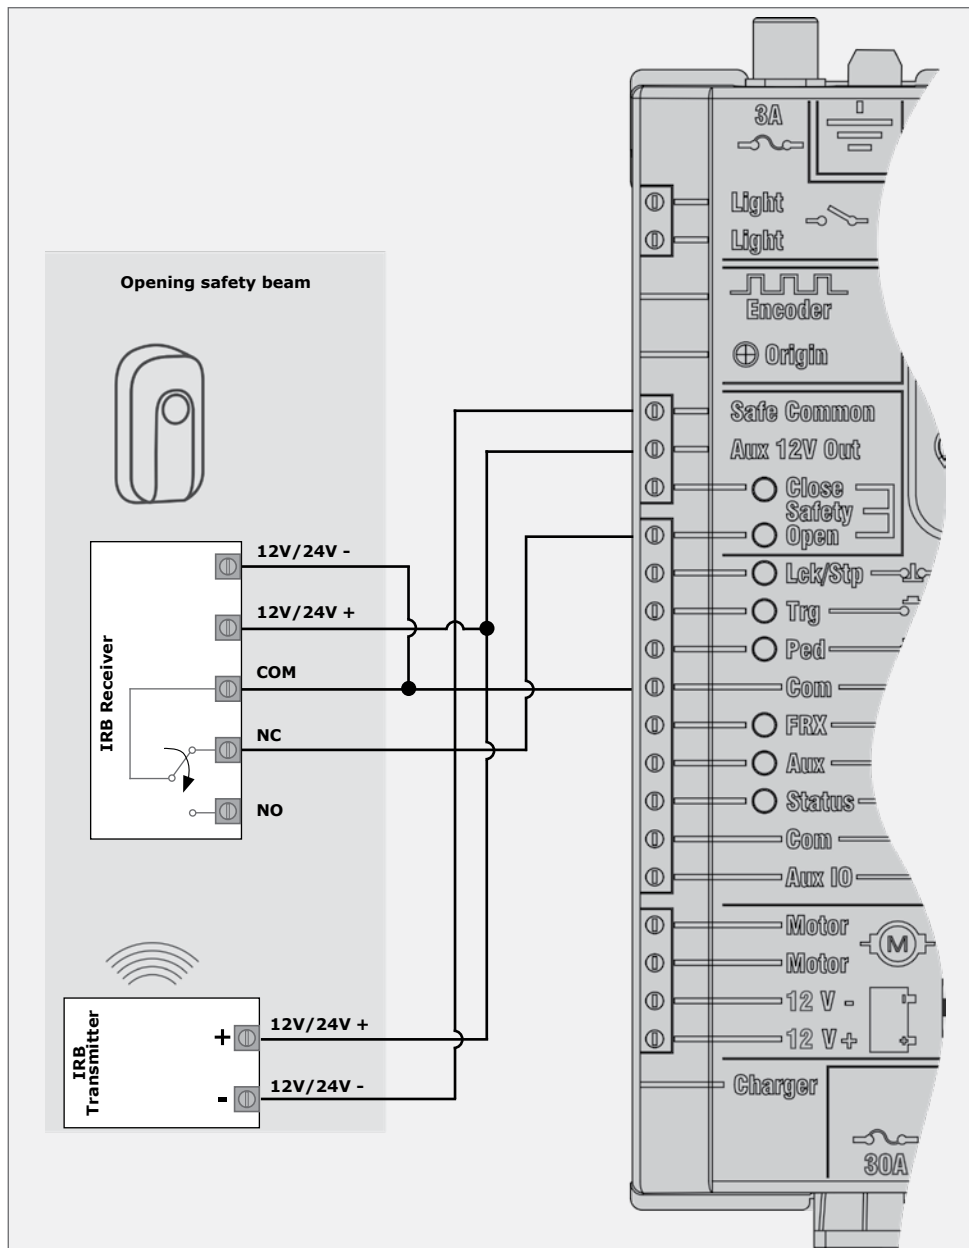 Opening safety beam
IRB Receiver
12V/24V -
12V/24V +
COM
NC
NO
IRB
Transmitter
+
-
12V/24V +
12V/24V -
3A
Light
Light
Encoder
Origin
Safe Common
Aux 12V Out
Close
Safety
Open
Lck/Stp
Trg
Ped
Com
FRX
Aux
Status
Com
Aux IO
Motor
Motor
M
12 V -
12 V +
Charger
30A